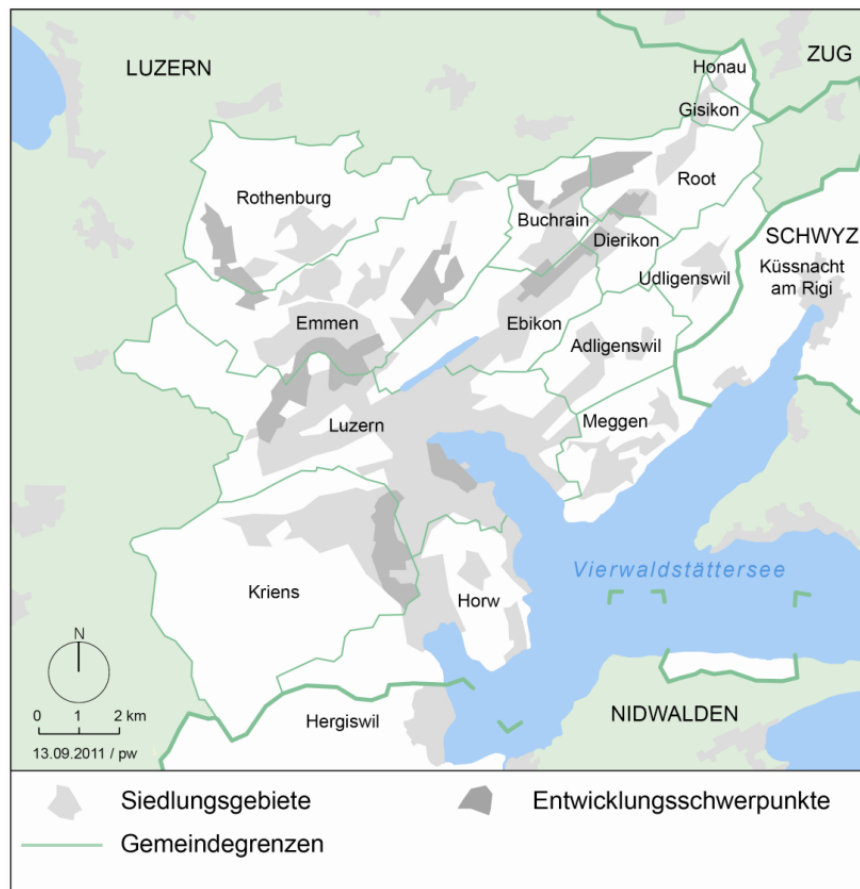 LUZERN
ZUG
Honau
Gisikon
Root
Rothenburg
Buchrain
Dierikon
SCHWYZ
Küssnacht
am Rigi
Udligenswil
Emmen
Ebikon
Adligenswil
Luzern
Meggen
Vierwaldstättersee
Kriens
Horw
N
0 1 2 km
13.09.2011 / pw
Hergiswil
NIDWALDEN
Siedlungsgebiete
Entwicklungsschwerpunkte
Gemeindegrenzen